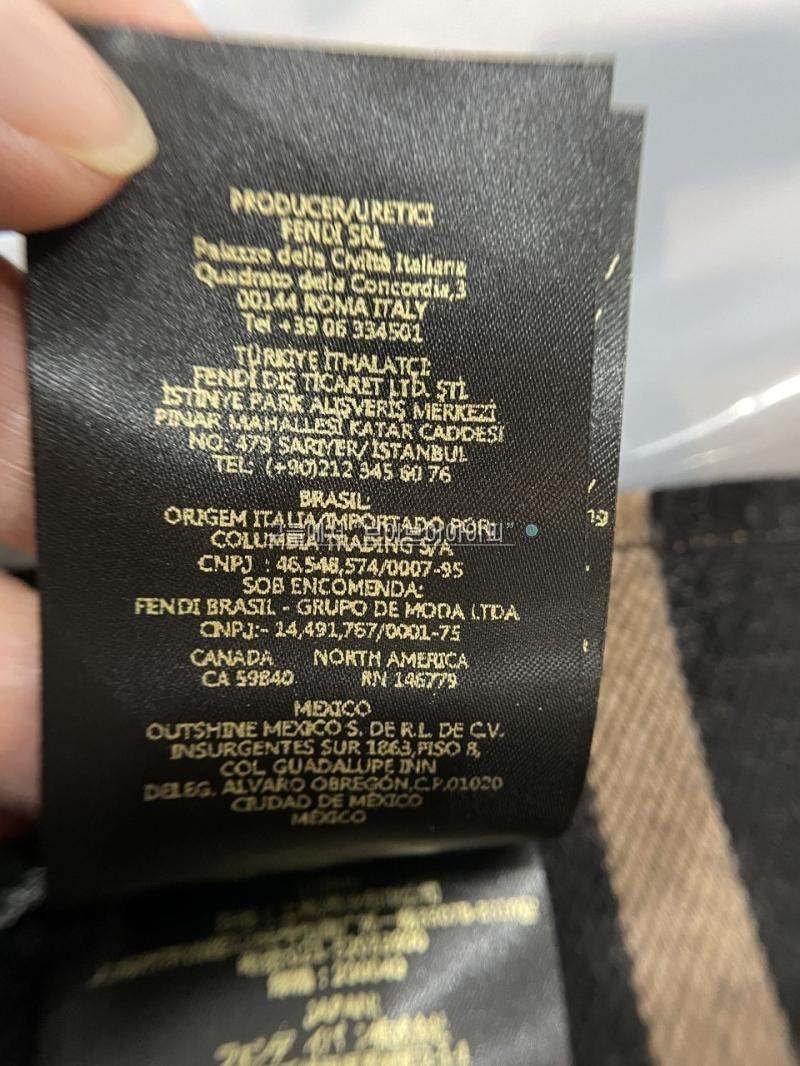 PRODUCER/URETICI
FENDI SRL
Palazzo della Civiltà Italiana
Quadrato della Concordia,3
00144 ROMA ITALY
Tel +39 06 334501
TÜRKIYE ITHALATCI:
FENDI DIS TICARET LTD. ŞTİ.
ISTINYE PARK ALIŞVERIŞ MERKEZI
PINAR MAHALLESI KATAR CADDESI
NO: 479 SARIYER/ ISTANBUL
TEL: (+90)212 345 60 76
BRASIL:
ORIGEM ITALIA/IMPORTADO POR:
COLUMBIA TRADING S/A
CNPJ : 46,548,574/0007-95
SOB ENCOMENDA:
FENDI BRASIL - GRUPO DE MODA LTDA
CNPJ:- 14,491,767/0001-75
CANADA NORTH AMERICA
CA 59840 RN 146779
MEXICO
OUTSHINE MEXICO S. DE R.L. DE C.V.
INSURGENTES SUR 1863,PISO 8,
COL. GUADALUPE INN
DELEG. ALVARO OBREGÓN,C.P.01020
CIUDAD DE MÉXICO
MÉXICO
JAPAN